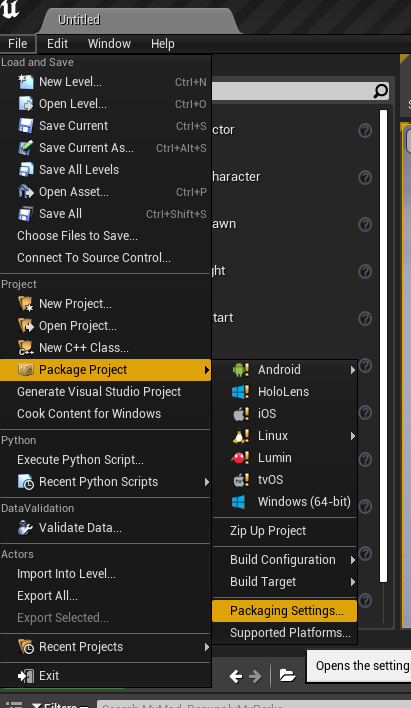 Untitled
File Edit Window Help
Load and Save
New Level... Ctrl+N
Open Level... Ctrl+O
Save Current Ctrl+S
Save Current As... Ctrl+Alt+S
Save All Levels
Open Asset... Ctrl+P
Save All Ctrl+Shift+S
Choose Files to Save...
Connect To Source Control...
Project
New Project...
Open Project...
New C++ Class...
Package Project
Generate Visual Studio Project
Cook Content for Windows
Python
Execute Python Script...
Recent Python Scripts
DataValidation
Validate Data...
Actors
Import Into Level...
Export All...
Export Selected...
Recent Projects
Exit
ctor
haracter
awn
ght
tart
Android
HoloLens
iOS
Linux
Lumin
tvOS
Windows (64-bit)
Zip Up Project
Build Configuration
Build Target
Packaging Settings...
Supported Platforms...
Opens the setting
Filters